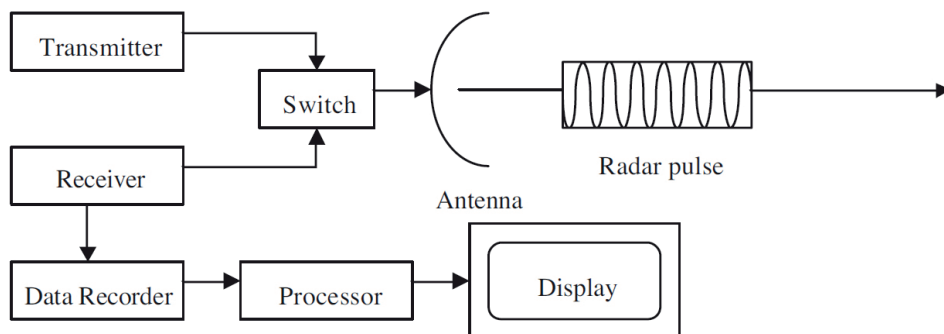 Transmitter
Switch
Radar pulse
Receiver
Antenna
Data Recorder
Processor
Display